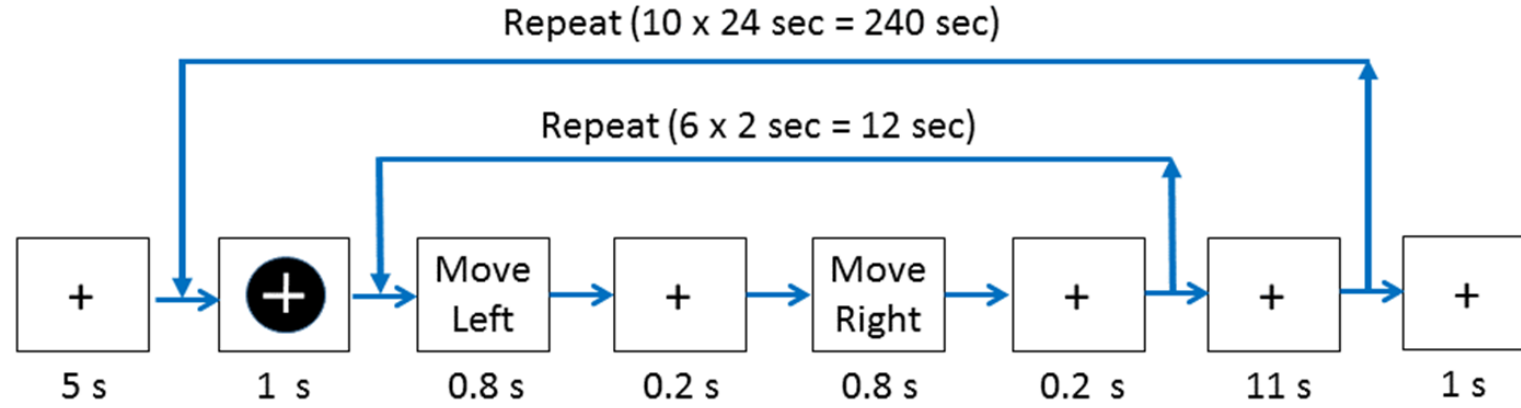 Repeat (10 x 24 sec = 240 sec)
Repeat (6 x 2 sec = 12 sec)
+ + Move Left + Move Right + + +
5 s 1 s 0.8 s 0.2 s 0.8 s 0.2 s 11 s 1 s